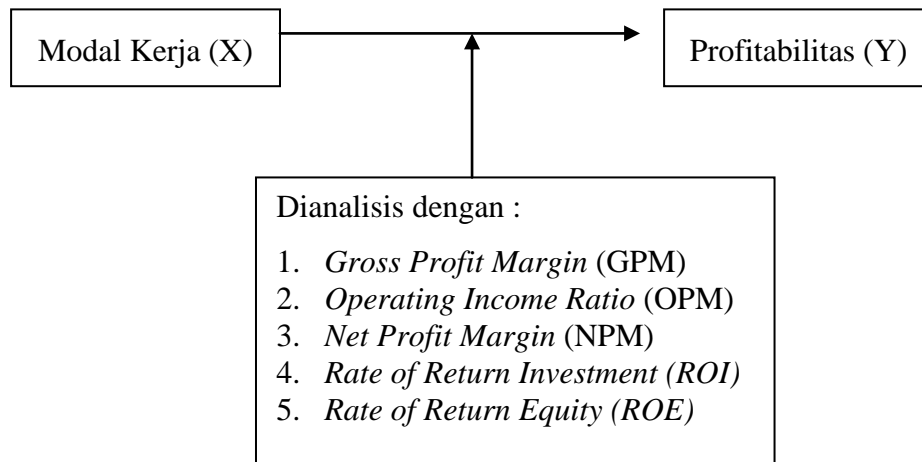 Modal Kerja (X)
Profitabilitas (Y)
Dianalisis dengan :
1. Gross Profit Margin (GPM)
2. Operating Income Ratio (OPM)
3. Net Profit Margin (NPM)
4. Rate of Return Investment (ROI)
5. Rate of Return Equity (ROE)